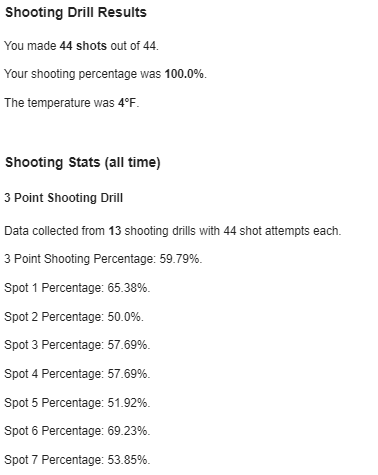 Shooting Drill Results
You made 44 shots out of 44.
Your shooting percentage was 100.0%.
The temperature was 4°F.
Shooting Stats (all time)
3 Point Shooting Drill
Data collected from 13 shooting drills with 44 shot attempts each.
3 Point Shooting Percentage: 59.79%.
Spot 1 Percentage: 65.38%.
Spot 2 Percentage: 50.0%.
Spot 3 Percentage: 57.69%.
Spot 4 Percentage: 57.69%.
Spot 5 Percentage: 51.92%.
Spot 6 Percentage: 69.23%.
Spot 7 Percentage: 53.85%.